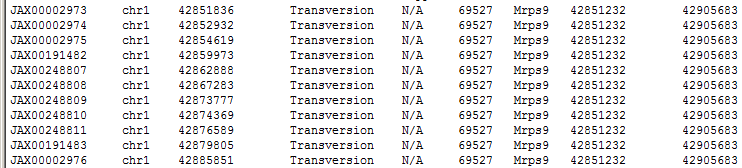 JAX00002973 chr1 42851836 Transversion N/A 69527 Mrps9 42851232 42905683
JAX00002974 chr1 42852932 Transversion N/A 69527 Mrps9 42851232 42905683
JAX00002975 chr1 42854619 Transversion N/A 69527 Mrps9 42851232 42905683
JAX00191482 chr1 42859973 Transversion N/A 69527 Mrps9 42851232 42905683
JAX00248807 chr1 42862888 Transversion N/A 69527 Mrps9 42851232 42905683
JAX00248808 chr1 42867283 Transversion N/A 69527 Mrps9 42851232 42905683
JAX00248809 chr1 42873777 Transversion N/A 69527 Mrps9 42851232 42905683
JAX00248810 chr1 42874369 Transversion N/A 69527 Mrps9 42851232 42905683
JAX00248811 chr1 42876589 Transversion N/A 69527 Mrps9 42851232 42905683
JAX00191483 chr1 42879805 Transversion N/A 69527 Mrps9 42851232 42905683
JAX00002976 chr1 42885851 Transversion N/A 69527 Mrps9 42851232 42905683